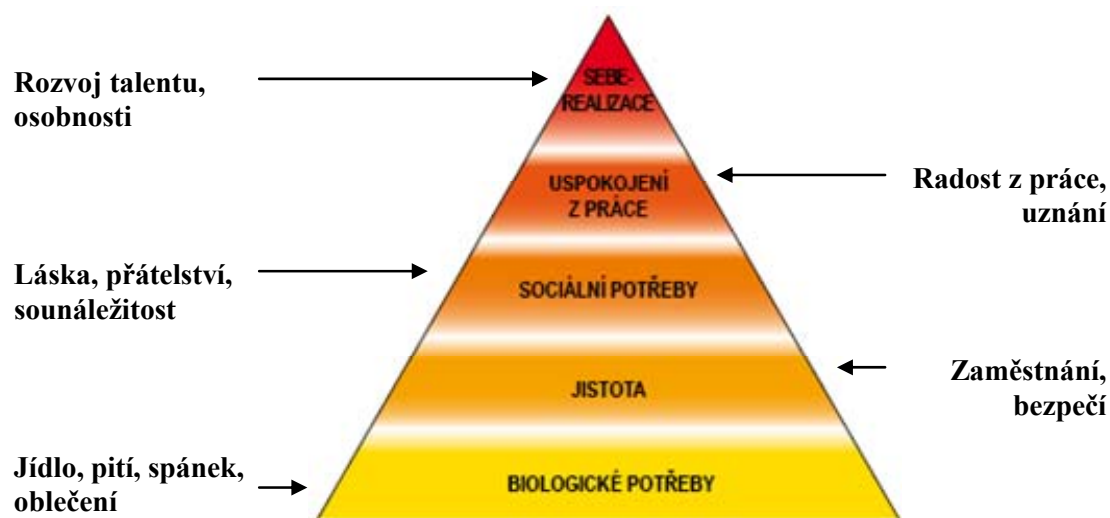 Rozvoj talentu,
osobnosti
SEBE-
REALIZACE
USPOKOJENÍ
Z PRÁCE
Radost z práce,
uznání
Láska, přátelství,
sounáležitost
SOCIÁLNÍ POTŘEBY
Zaměstnání,
bezpečí
JISTOTA
Jídlo, pití, spánek,
oblečení
BIOLOGICKÉ POTŘEBY